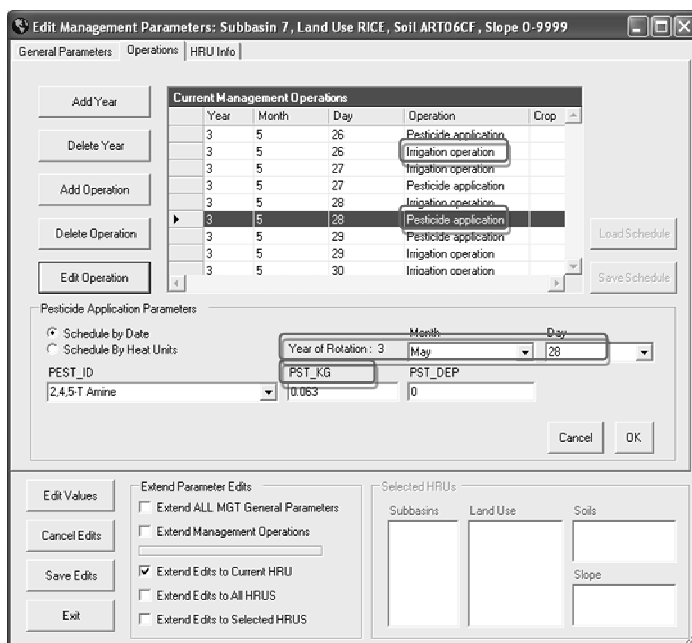 Edit Management Parameters: Subbasin 7, Land Use RICE, Soil ART06CF, Slope 0-9999
General Parameters Operations HRU Info
Add Year
Delete Year
Add Operation
Delete Operation
Edit Operation
Current Management Operations
Year Month Day Operation Crop
3 5 26 Pesticide application
3 5 26 Irrigation operation
3 5 27 Irrigation operation
3 5 27 Pesticide application
3 5 28 Irrigation operation
3 5 28 Pesticide application
3 5 29 Pesticide application
3 5 29 Irrigation operation
3 5 30 Irrigation operation
Load Schedule
Save Schedule
Pesticide Application Parameters
Schedule by Date
Schedule By Heat Units
Month Day
Year of Rotation : 3 May 28
PEST_ID PST_KG PST_DEP
2,4,5-T Amine 0.063 0
Cancel OK
Edit Values
Cancel Edits
Save Edits
Exit
Extend Parameter Edits
Extend ALL MGT General Parameters
Extend Management Operations
Extend Edits to Current HRU
Extend Edits to All HRUS
Extend Edits to Selected HRUS
Selected HRUs
Subbasins Land Use Soils
Slope